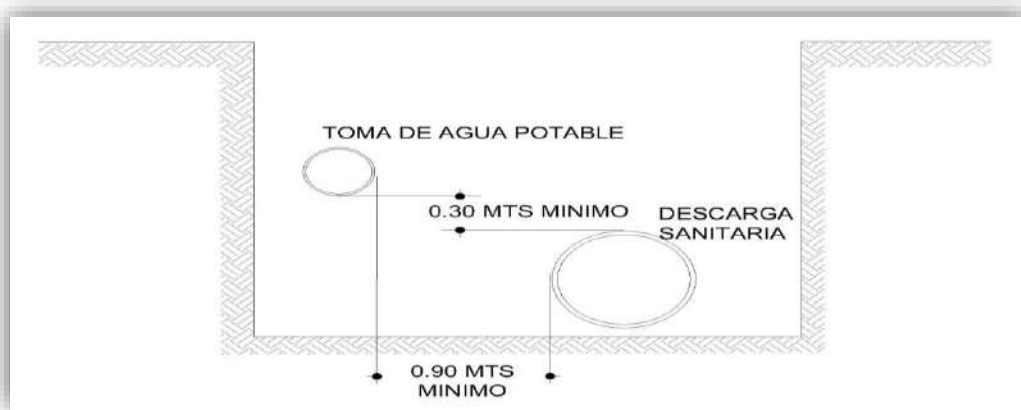 TOMA DE AGUA POTABLE
0.30 MTS MINIMO
DESCARGA
SANITARIA
0.90 MTS
MINIMO